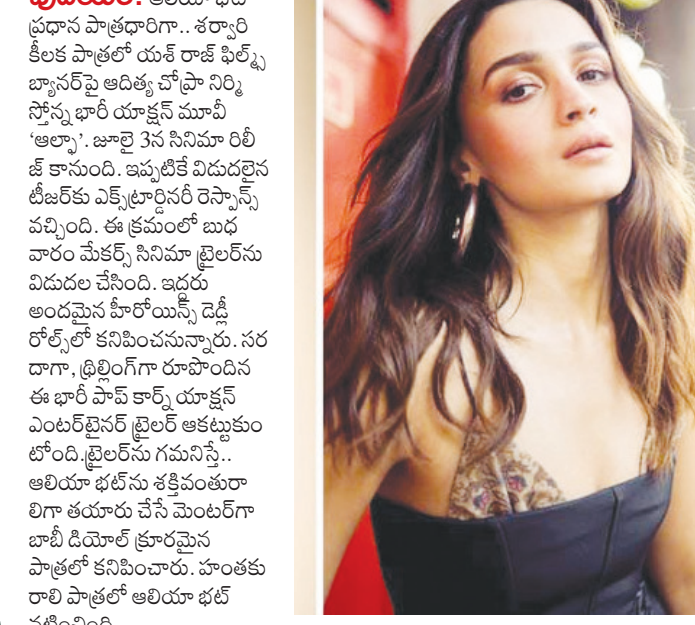 ఆలియా భట్
ప్రధాన పాత్రధారిగా.. శర్వారి
కీలక పాత్రలో యశ్ రాజ్ ఫిల్మ్స్
బ్యానర్‌పై ఆదిత్య చోప్రా నిర్మి
స్తోన్న భారీ యాక్షన్ మూవీ
‘ఆల్ఫా’. జూలై 3న సినిమా రిలీ
జ్ కానుంది. ఇప్పటికే విడుదలైన
టీజర్‌కు ఎక్స్‌ట్రార్డినరీ రెస్పాన్స్
వచ్చింది. ఈ క్రమంలో బుధ
వారం మేకర్స్ సినిమా ట్రైలర్‌ను
విడుదల చేసింది. ఇద్దరు
అందమైన హీరోయిన్స్ డెడ్లీ
రోల్స్‌లో కనిపించనున్నారు. సర
దాగా, థ్రిల్లింగ్‌గా రూపొందిన
ఈ భారీ పాప్ కార్న్ యాక్షన్
ఎంటర్‌టైనర్ ట్రైలర్ ఆకట్టుకుం
టోంది.ట్రైలర్‌ను గమనిస్తే..
ఆలియా భట్‌ను శక్తివంతురా
లిగా తయారు చేసే మెంటర్‌గా
బాబీ డియోల్ క్రూరమైన
పాత్రలో కనిపించారు. హంతకు
రాలి పాత్రలో ఆలియా భట్